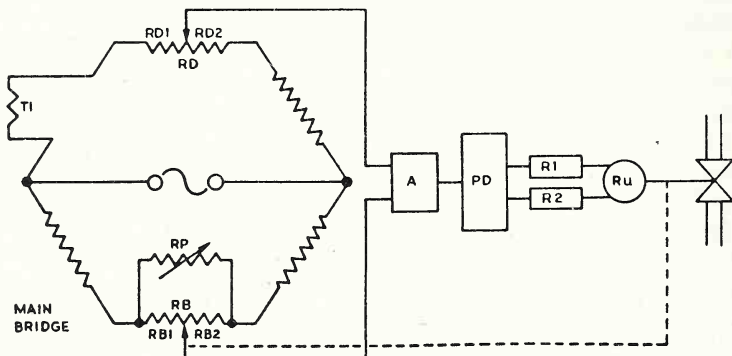 RD1 RD2
RD
T1
A
PD
R1
R2
Ru
RP
RB
RB1 RB2
MAIN
BRIDGE